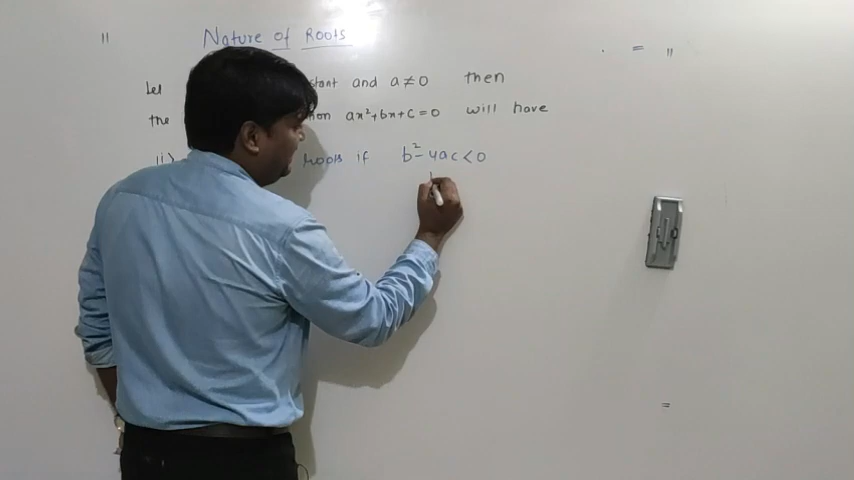 Nature of Roots
Let stant and a≠0 then
the ion ax²+bx+c=0 will have
ii> Roots if b²-4ac<0